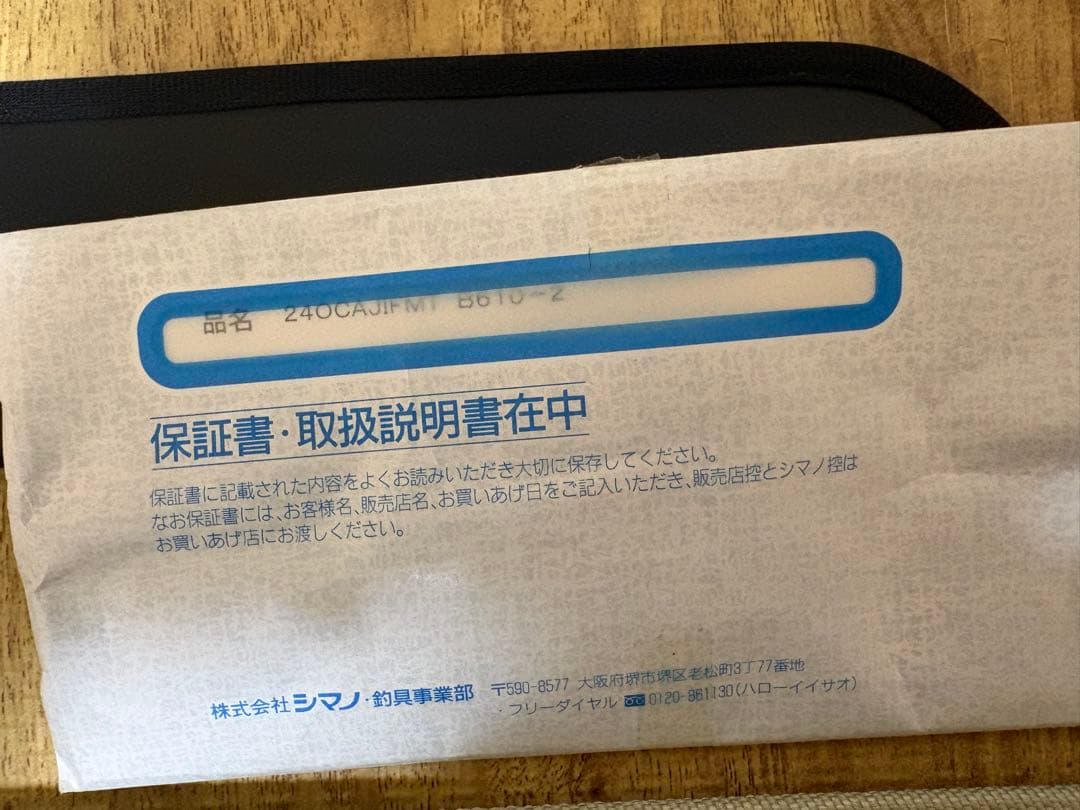 品名 24OCAJIFMT B610-2
保証書・取扱説明書在中
保証書に記載された内容をよくお読みいただき大切に保存してください。
なお保証書には、お客様名、販売店名、お買いあげ日をご記入いただき、販売店控とシマノ控は
お買いあげ店にお渡しください。
株式会社シマノ・釣具事業部 〒590-8577 大阪府堺市堺区老松町3丁77番地
・フリーダイヤル 0120-861130(ハローイイサオ)